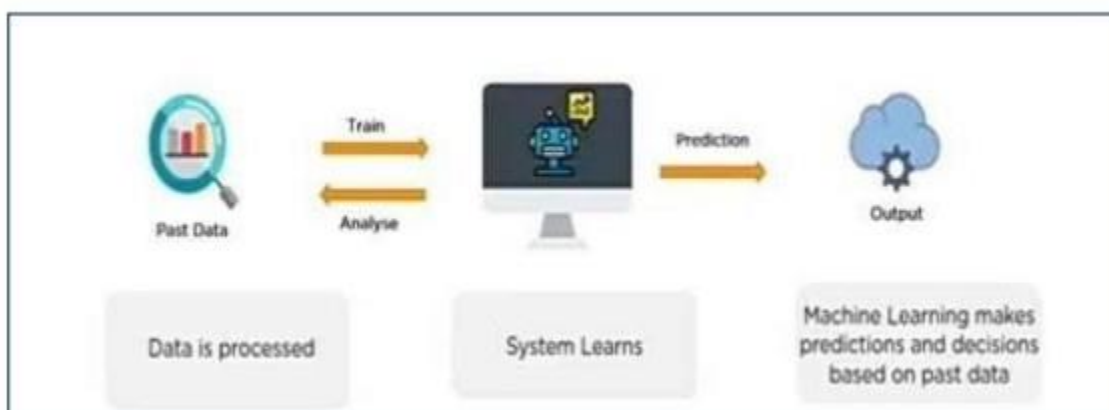 Train
Prediction
Past Data
Analyse
Output
Data is processed
System Learns
Machine Learning makes
predictions and decisions
based on past data